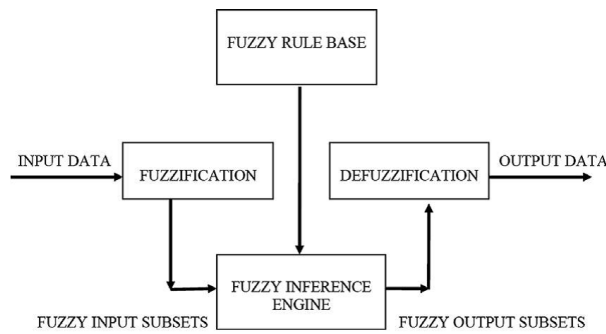 FUZZY RULE BASE
INPUT DATA
FUZZIFICATION
DEFUZZIFICATION
OUTPUT DATA
FUZZY INFERENCE
ENGINE
FUZZY INPUT SUBSETS
FUZZY OUTPUT SUBSETS